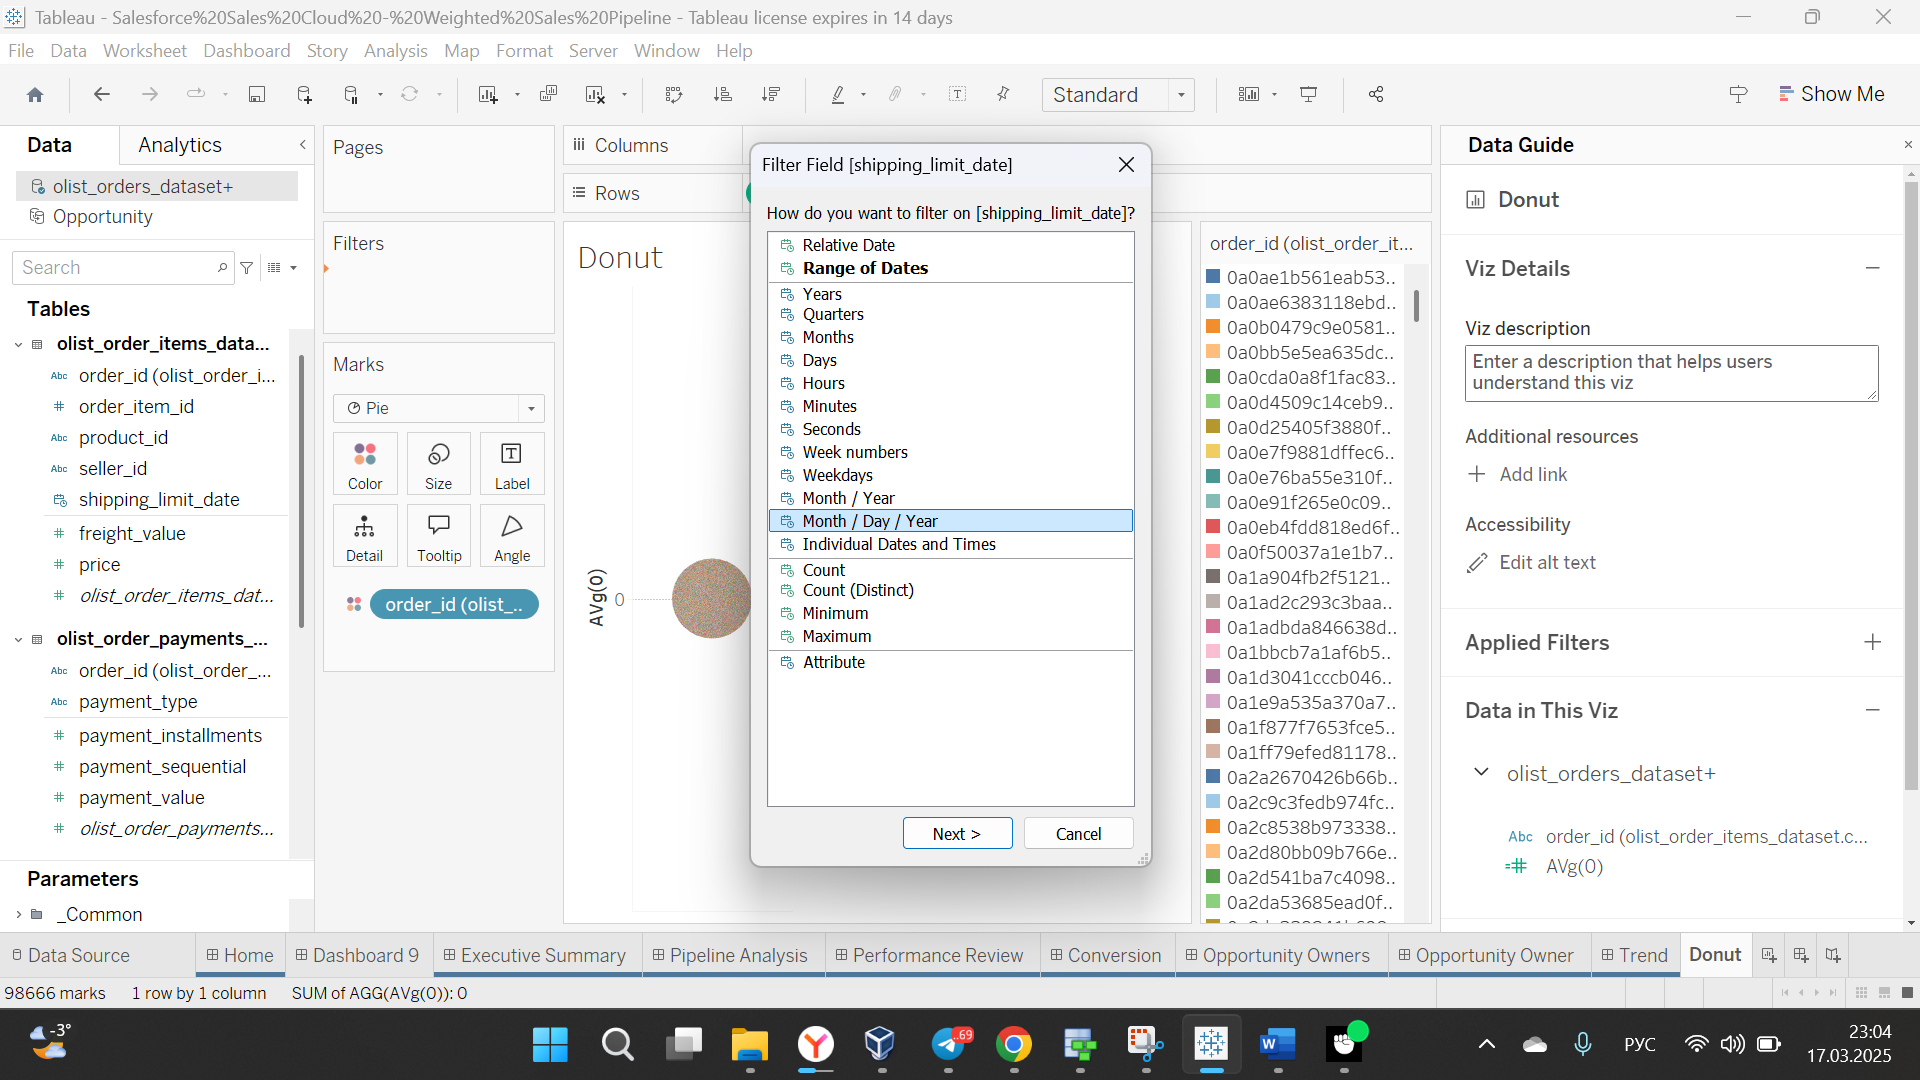 Tableau - Salesforce%20Sales%20Cloud%20-%20Weighted%20Sales%20Pipeline - Tableau license expires in 14 days
File Data Worksheet Dashboard Story Analysis Map Format Server Window Help
Standard
Show Me
Data
Analytics
olist_orders_dataset+
Opportunity
Search
Tables
olist_order_items_data...
Abc order_id (olist_order_i...
# order_item_id
Abc product_id
Abc seller_id
shipping_limit_date
# freight_value
# price
# olist_order_items_dat...
olist_order_payments_...
Abc order_id (olist_order_...
Abc payment_type
# payment_installments
# payment_sequential
# payment_value
# olist_order_payments...
Parameters
_Common
Pages
Filters
Marks
Pie
Color
Size
Label
Detail
Tooltip
Angle
order_id (olist_..
Columns
Rows
Donut
AVg(0)
0
Filter Field [shipping_limit_date]
How do you want to filter on [shipping_limit_date]?
Relative Date
Range of Dates
Years
Quarters
Months
Days
Hours
Minutes
Seconds
Week numbers
Weekdays
Month / Year
Month / Day / Year
Individual Dates and Times
Count
Count (Distinct)
Minimum
Maximum
Attribute
Next >
Cancel
order_id (olist_order_it...
0a0ae1b561eab53..
0a0ae6383118ebd..
0a0b0479c9e0581..
0a0bb5e5ea635dc..
0a0cda0a8f1fac83..
0a0d4509c14ceb9..
0a0d25405f3880f..
0a0e7f9881dffec6..
0a0e76ba55e310f..
0a0e91f265e0c09..
0a0eb4fdd818ed6f..
0a0f50037a1e1b7..
0a1a904fb2f5121..
0a1ad2c293c3baa..
0a1adbda846638d..
0a1bbcb7a1af6b5..
0a1d3041cccb046..
0a1e9a535a370a7..
0a1f877f7653fce5..
0a1ff79efed81178..
0a2a2670426b66b..
0a2c9c3fedb974fc..
0a2c8538b973338..
0a2d80bb09b766e..
0a2d541ba7c4098..
0a2da53685ead0f..
Data Guide
Donut
Viz Details
Viz description
Enter a description that helps users
understand this viz
Additional resources
Add link
Accessibility
Edit alt text
Applied Filters
Data in This Viz
olist_orders_dataset+
Abc order_id (olist_order_items_dataset.c...
AVg(0)
Data Source
Home
Dashboard 9
Executive Summary
Pipeline Analysis
Performance Review
Conversion
Opportunity Owners
Opportunity Owner
Trend
Donut
98666 marks
1 row by 1 column
SUM of AGG(AVg(0)): 0
-3°
..69
РУС
23:04
17.03.2025